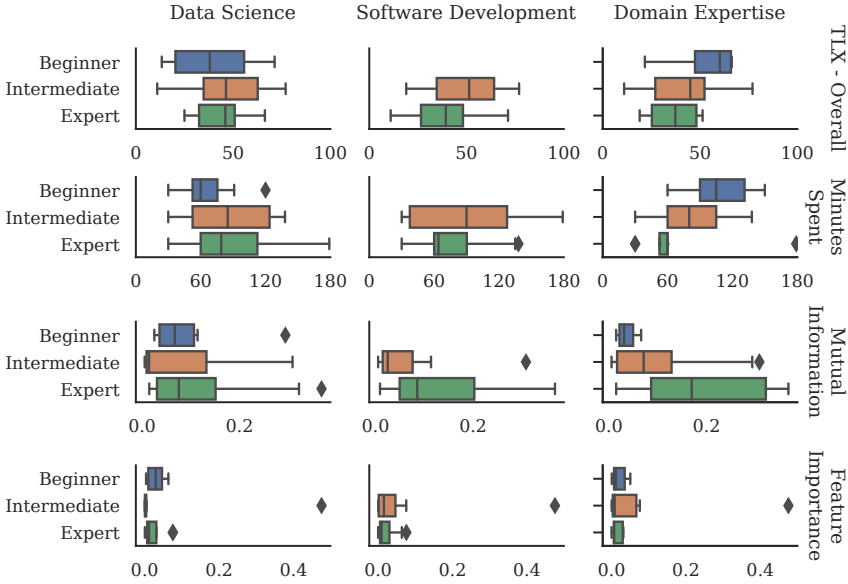 Data Science Software Development Domain Expertise
Beginner
Intermediate
Expert
TLX - Overall
0 50 100 0 50 100 0 50 100
Beginner
Intermediate
Expert
Minutes
Spent
0 60 120 180 0 60 120 180 0 60 120 180
Beginner
Intermediate
Expert
Mutual
Information
0.0 0.2 0.0 0.2 0.2
Beginner
Intermediate
Expert
Feature
Importance
0.0 0.2 0.4 0.0 0.2 0.4 0.0 0.2 0.4